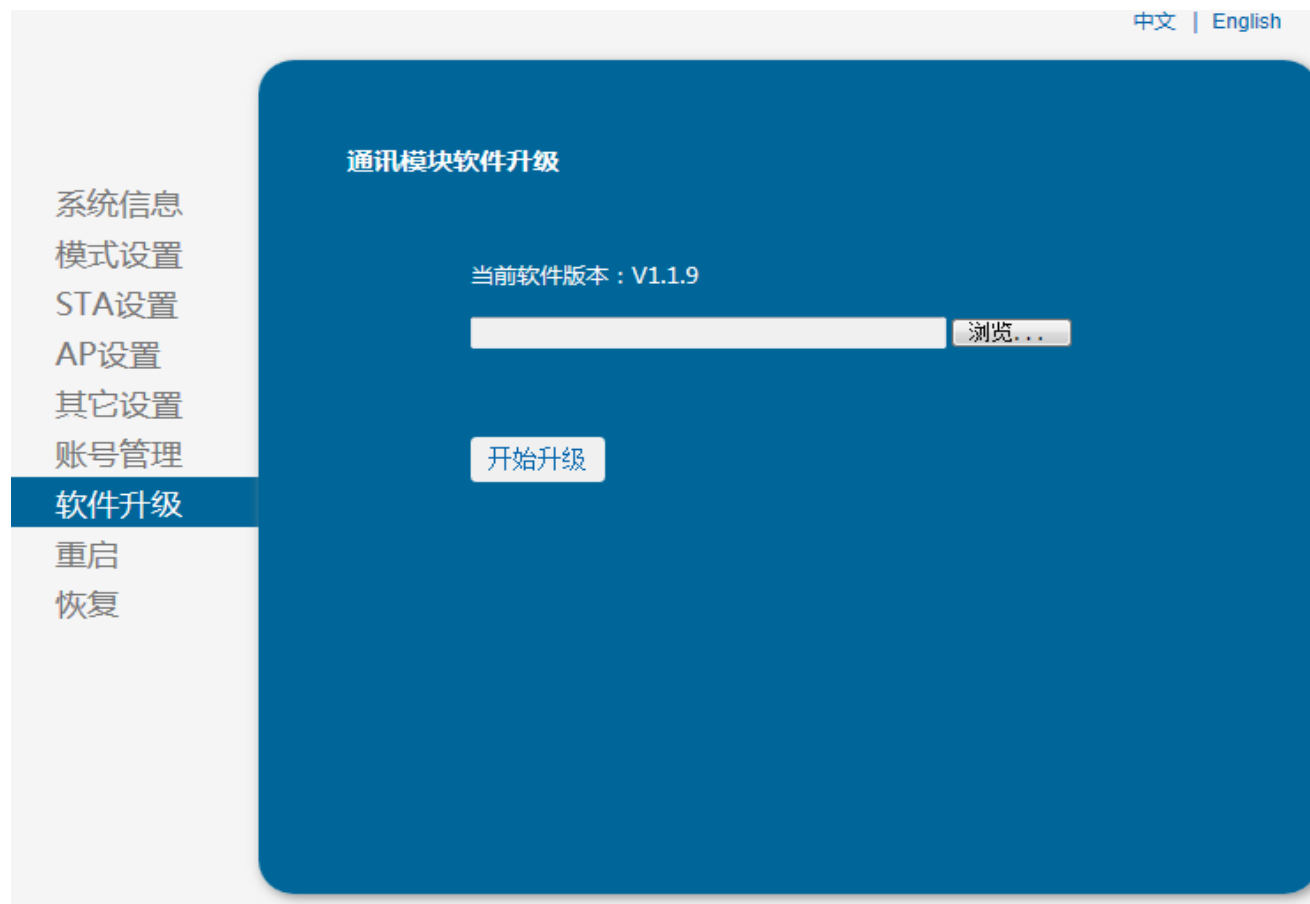 中文 | English
系统信息
模式设置
STA设置
AP设置
其它设置
账号管理
软件升级
重启
恢复
通讯模块软件升级
当前软件版本：V1.1.9
浏览...
开始升级